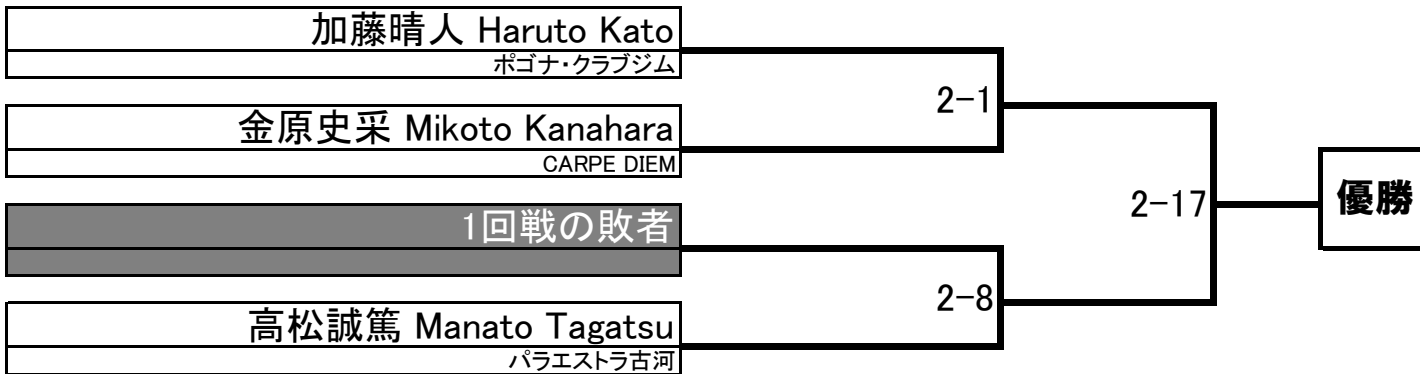 加藤晴人 Haruto Kato
ポゴナ・クラブジム
2-1
金原史采 Mikoto Kanahara
CARPE DIEM
2-17
優勝
1回戦の敗者
2-8
高松誠篤 Manato Tagatsu
パラエストラ古河